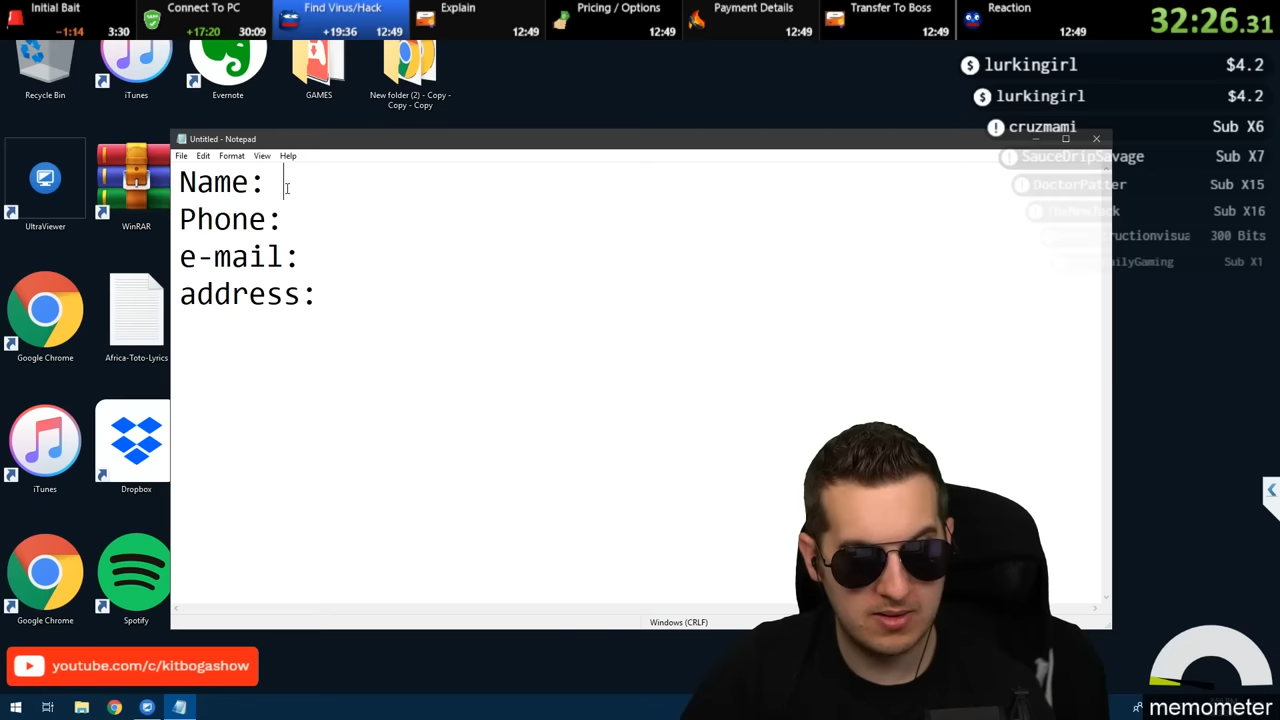 Initial Bait
-1:14 3:30
Connect To PC
+17:20 30:09
Find Virus/Hack
+19:36 12:49
Explain
12:49
Pricing / Options
12:49
Payment Details
12:49
Transfer To Boss
12:49
Reaction
12:49
32:26.31
lurkingirl $4.2
lurkingirl $4.2
cruzmami Sub X6
SauceDripSavage Sub X7
DoctorPatter Sub X15
Sub X16
300 Bits
Sub X1
Recycle Bin
iTunes
Evernote
GAMES
New folder (2) - Copy - Copy - Copy
UltraViewer
WinRAR
Google Chrome
Africa-Toto-Lyrics
iTunes
Dropbox
Google Chrome
Spotify
Untitled - Notepad
File Edit Format View Help
Name:
Phone:
e-mail:
address:
Windows (CRLF)
youtube.com/c/kitbogashow
memometer